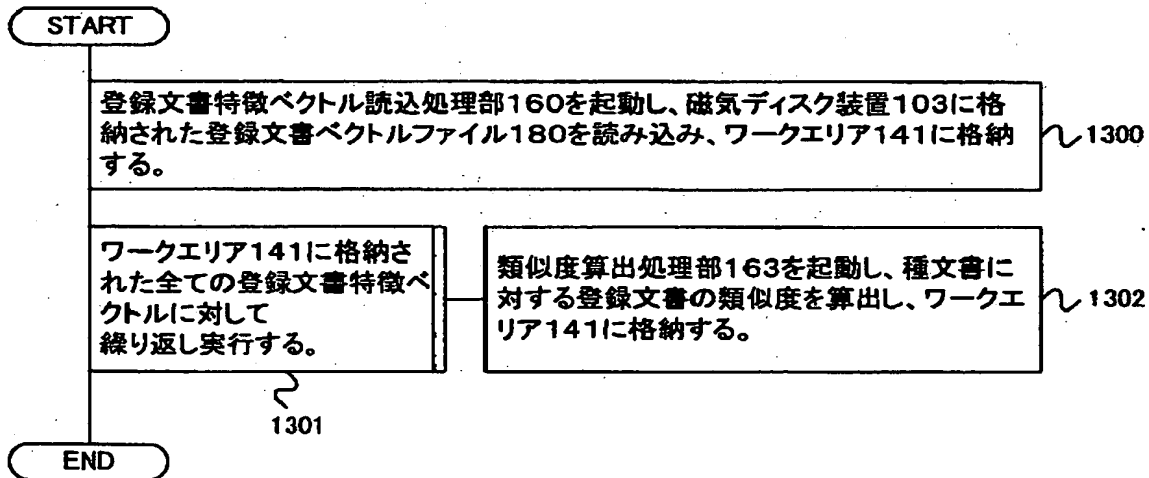 START
登録文書特徴ベクトル読込処理部160を起動し、磁気ディスク装置103に格
納された登録文書ベクトルファイル180を読み込み、ワークエリア141に格納
する。
1300
ワークエリア141に格納さ
れた全ての登録文書特徴ベ
クトルに対して
繰り返し実行する。
1301
類似度算出処理部163を起動し、種文書に
対する登録文書の類似度を算出し、ワークエ
リア141に格納する。
1302
END